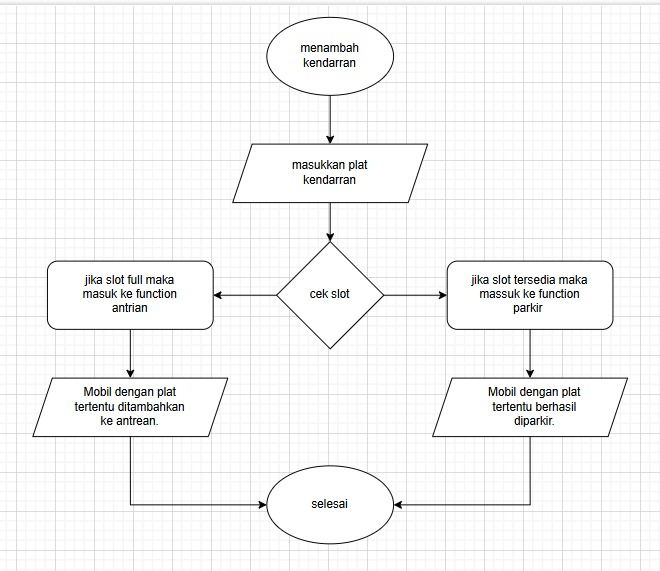 menambah
kendarran
masukkan plat
kendarran
cek slot
jika slot full maka
masuk ke function
antrian
jika slot tersedia maka
massuk ke function
parkir
Mobil dengan plat
tertentu ditambahkan
ke antrean.
Mobil dengan plat
tertentu berhasil
diparkir.
selesai